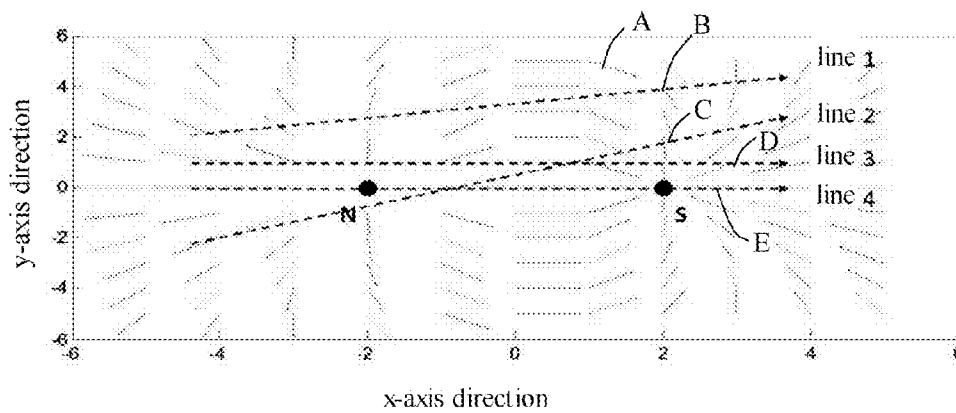 A
B
line 1
line 2
C
D
line 3
line 4
E
N
S
y-axis direction
6
4
2
0
-2
-4
-6
-6
-4
-2
0
2
4
6
x-axis direction